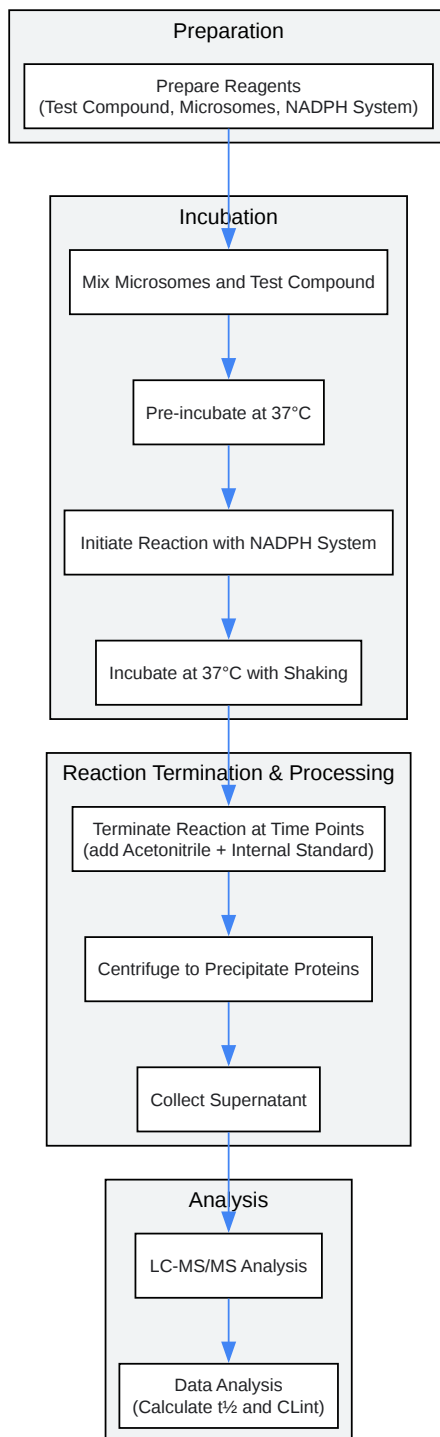 Preparation
Prepare Reagents
(Test Compound, Microsomes, NADPH System)
Incubation
Mix Microsomes and Test Compound
Pre-incubate at 37°C
Initiate Reaction with NADPH System
Incubate at 37°C with Shaking
Reaction Termination & Processing
Terminate Reaction at Time Points
(add Acetonitrile + Internal Standard)
Centrifuge to Precipitate Proteins
Collect Supernatant
Analysis
LC-MS/MS Analysis
Data Analysis
(Calculate t½ and CLint)